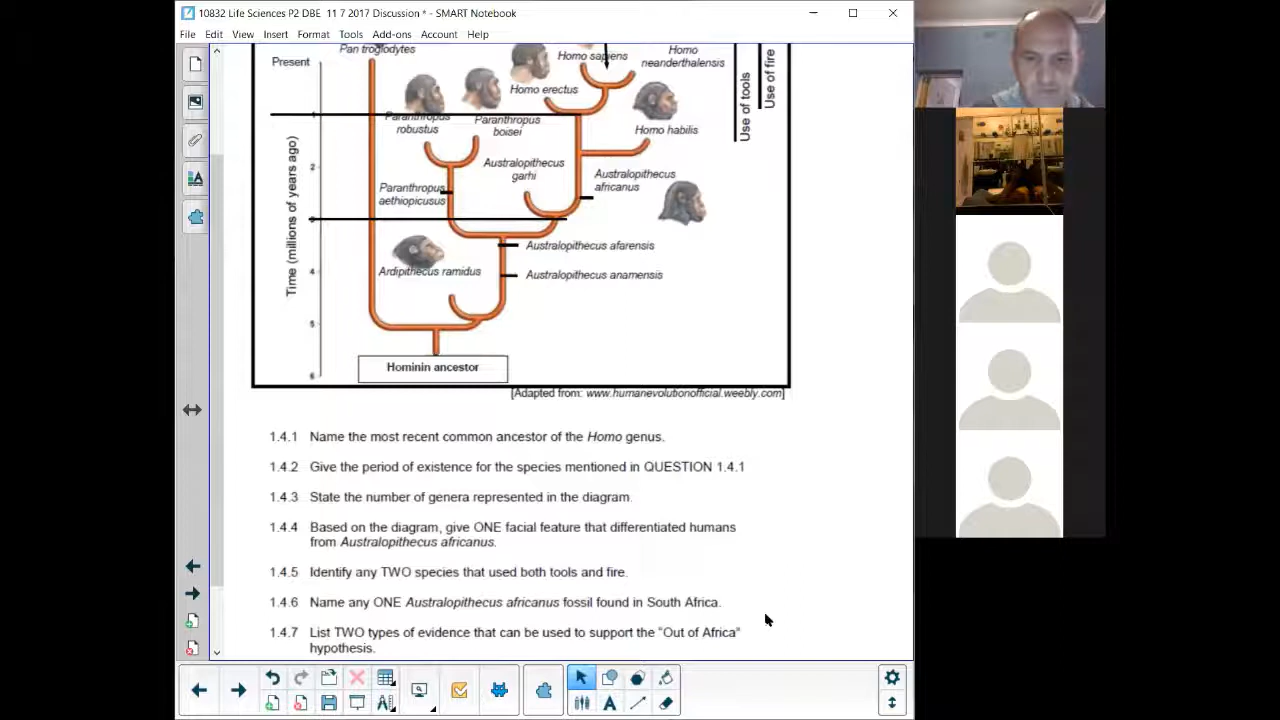 10832 Life Sciences P2 DBE 11 7 2017 Discussion * - SMART Notebook
File Edit View Insert Format Tools Add-ons Account Help
Pan troglodytes
Present
Homo sapiens
Homo
neanderthalensis
Homo erectus
Use of tools
Use of fire
1
Paranthropus
robustus
Paranthropus
boisei
Homo habilis
2
Australopithecus
garhi
Australopithecus
africanus
Paranthropus
aethiopicusus
3
Time (millions of years ago)
Australopithecus afarensis
Ardipithecus ramidus
4
Australopithecus anamensis
5
Hominin ancestor
6
[Adapted from: www.humanevolutionofficial.weebly.com]
1.4.1 Name the most recent common ancestor of the Homo genus.
1.4.2 Give the period of existence for the species mentioned in QUESTION 1.4.1
1.4.3 State the number of genera represented in the diagram.
1.4.4 Based on the diagram, give ONE facial feature that differentiated humans
from Australopithecus africanus.
1.4.5 Identify any TWO species that used both tools and fire.
1.4.6 Name any ONE Australopithecus africanus fossil found in South Africa.
1.4.7 List TWO types of evidence that can be used to support the "Out of Africa"
hypothesis.